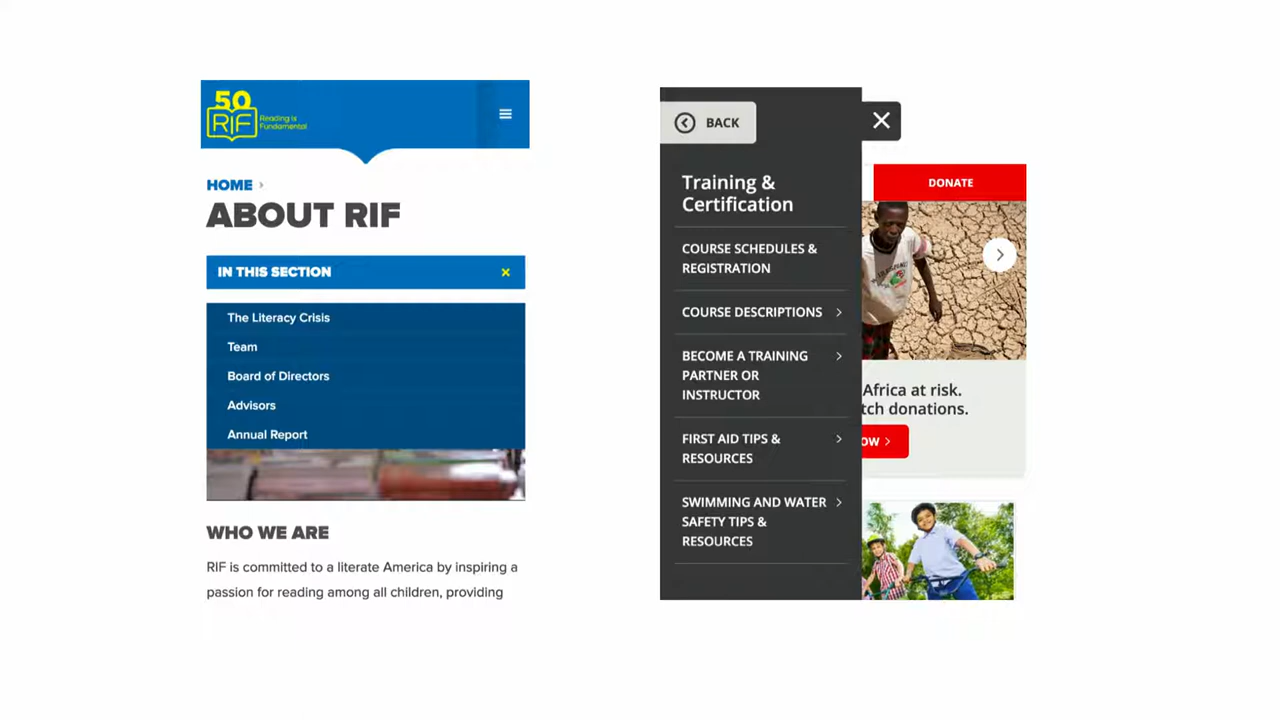 50
RIF
Reading is
Fundamental
HOME ›
ABOUT RIF
IN THIS SECTION ×
The Literacy Crisis
Team
Board of Directors
Advisors
Annual Report
WHO WE ARE
RIF is committed to a literate America by inspiring a
passion for reading among all children, providing
BACK
Training &
Certification
COURSE SCHEDULES &
REGISTRATION
COURSE DESCRIPTIONS
BECOME A TRAINING
PARTNER OR
INSTRUCTOR
FIRST AID TIPS &
RESOURCES
SWIMMING AND WATER
SAFETY TIPS &
RESOURCES
DONATE
Africa at risk.
tch donations.
OW